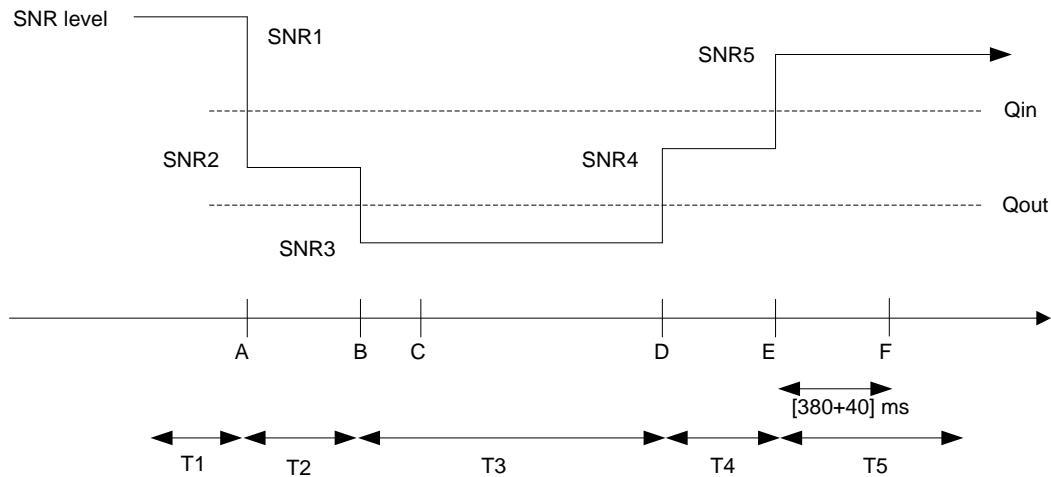 SNR level
SNR1
SNR5
Qin
SNR2
SNR4
Qout
SNR3
A
B
C
D
E
F
[380+40] ms
T1
T2
T3
T4
T5